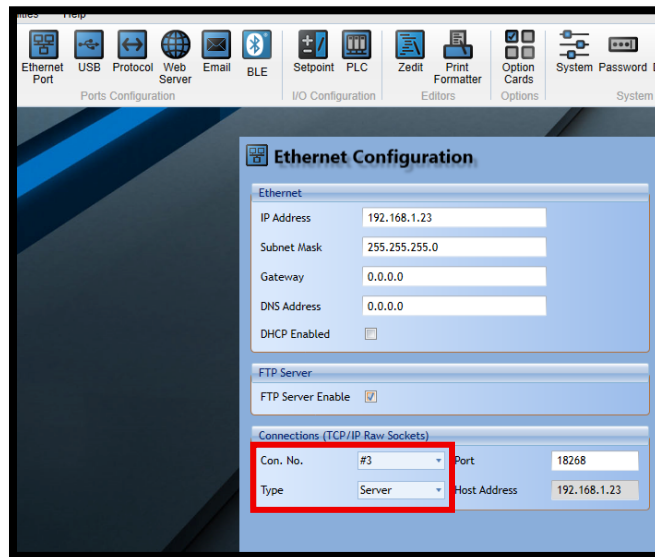 Help
Ethernet Port
USB
Protocol
Web Server
Email
BLE
Setpoint
PLC
Zedit
Print Formatter
Option Cards
System
Password
Ports Configuration
I/O Configuration
Editors
Options
System
Ethernet Configuration
Ethernet
IP Address 192.168.1.23
Subnet Mask 255.255.255.0
Gateway 0.0.0.0
DNS Address 0.0.0.0
DHCP Enabled
FTP Server
FTP Server Enable
Connections (TCP/IP Raw Sockets)
Con. No. #3 Port 18268
Type Server Host Address 192.168.1.23